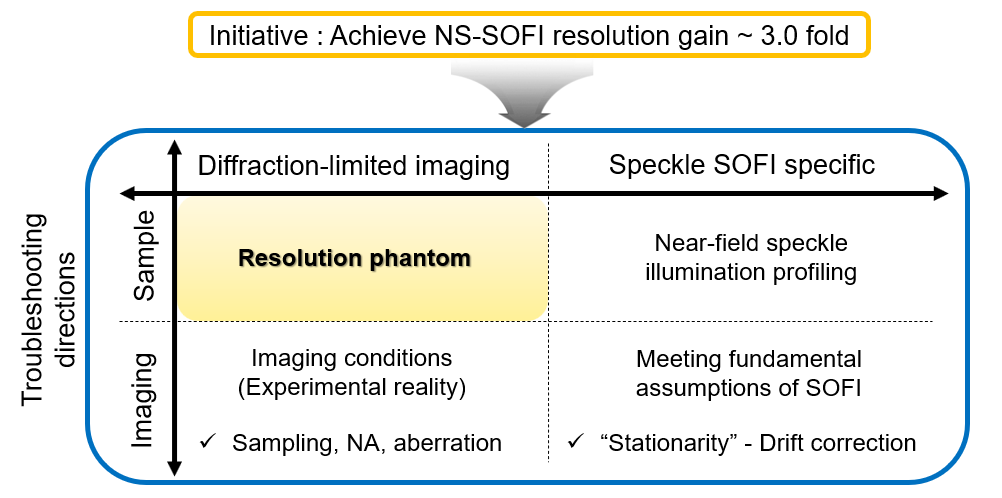 Initiative : Achieve NS-SOFI resolution gain ~ 3.0 fold
Troubleshooting
directions
Diffraction-limited imaging
Speckle SOFI specific
Sample
Resolution phantom
Near-field speckle
illumination profiling
Imaging
Imaging conditions
(Experimental reality)
✓ Sampling, NA, aberration
Meeting fundamental
assumptions of SOFI
✓ “Stationarity” - Drift correction